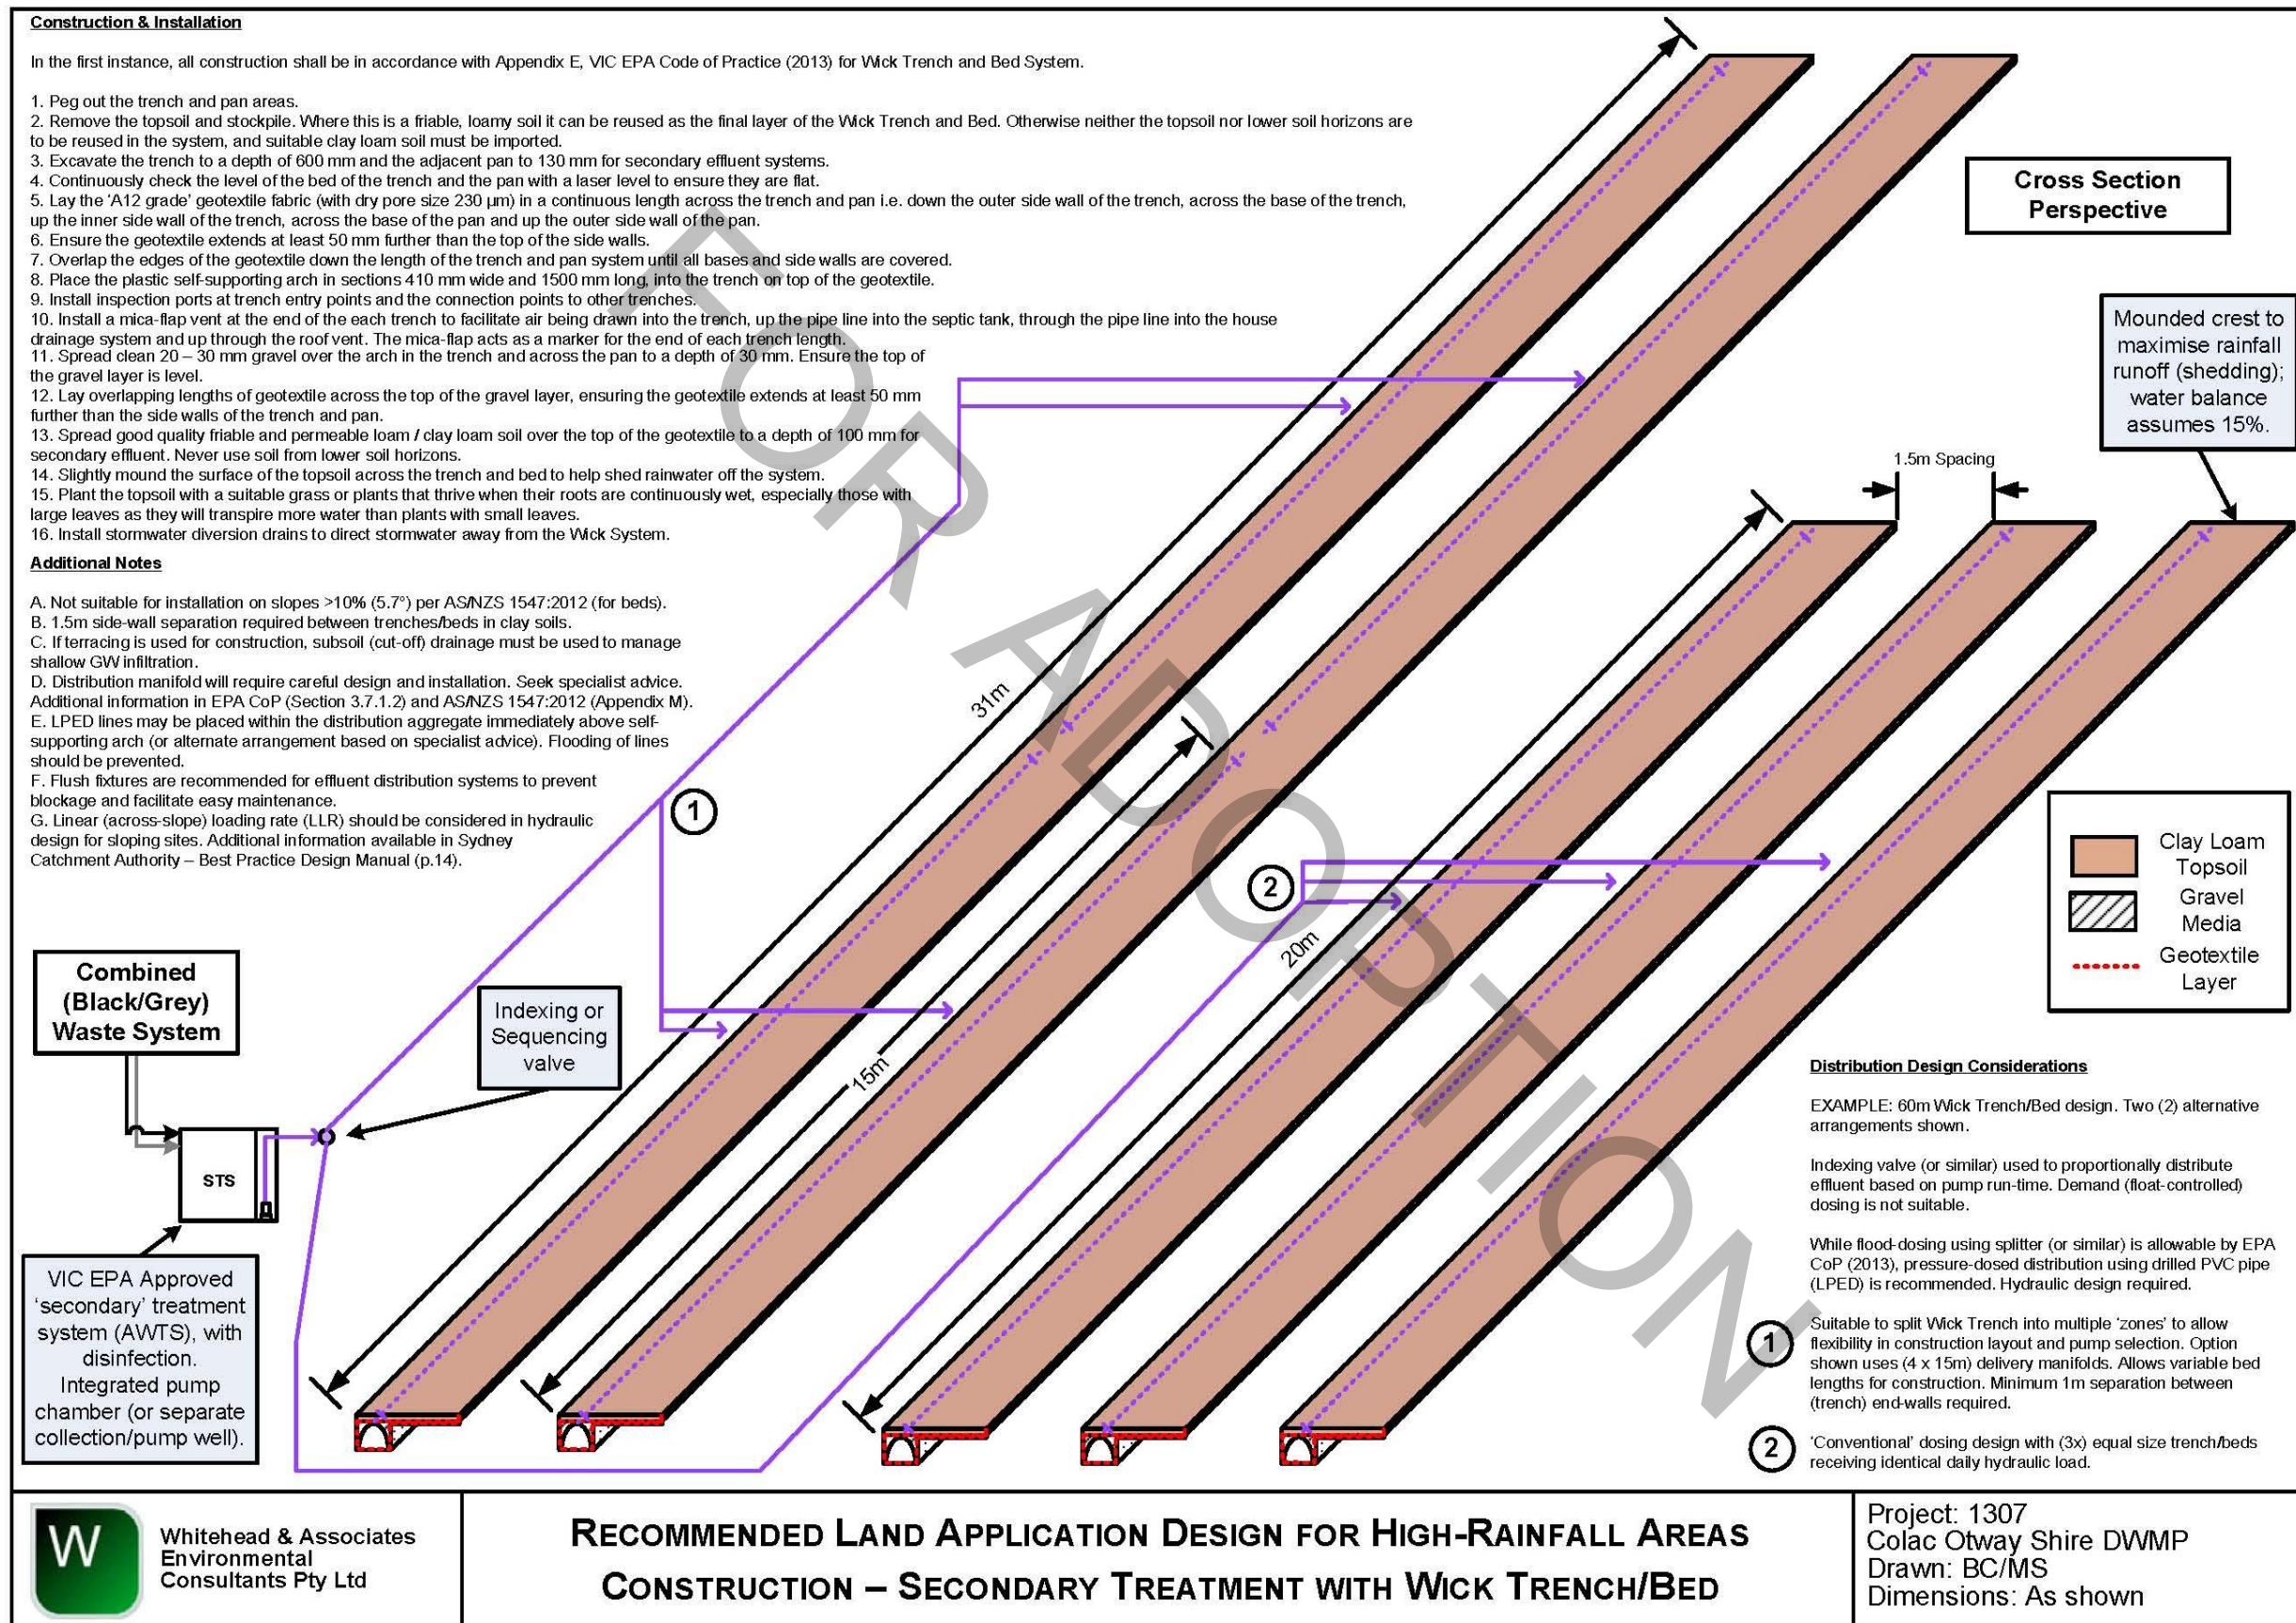 Construction & Installation
In the first instance, all construction shall be in accordance with Appendix E, VIC EPA Code of Practice (2013) for Wick Trench and Bed System.
1. Peg out the trench and pan areas.
2. Remove the topsoil and stockpile. Where this is a friable, loamy soil it can be reused as the final layer of the Wick Trench and Bed. Otherwise neither the topsoil nor lower soil horizons are
to be reused in the system, and suitable clay loam soil must be imported.
3. Excavate the trench to a depth of 600 mm and the adjacent pan to 130 mm for secondary effluent systems.
4. Continuously check the level of the bed of the trench and the pan with a laser level to ensure they are flat.
5. Lay the 'A12 grade' geotextile fabric (with dry pore size 230 µm) in a continuous length across the trench and pan i.e. down the outer side wall of the trench, across the base of the trench,
up the inner side wall of the trench, across the base of the pan and up the outer side wall of the pan.
6. Ensure the geotextile extends at least 50 mm further than the top of the side walls.
7. Overlap the edges of the geotextile down the length of the trench and pan system until all bases and side walls are covered.
8. Place the plastic self-supporting arch in sections 410 mm wide and 1500 mm long, into the trench on top of the geotextile.
9. Install inspection ports at trench entry points and the connection points to other trenches.
10. Install a mica-flap vent at the end of the each trench to facilitate air being drawn into the trench, up the pipe line into the septic tank, through the pipe line into the house
drainage system and up through the roof vent. The mica-flap acts as a marker for the end of each trench length.
11. Spread clean 20 – 30 mm gravel over the arch in the trench and across the pan to a depth of 30 mm. Ensure the top of
the gravel layer is level.
12. Lay overlapping lengths of geotextile across the top of the gravel layer, ensuring the geotextile extends at least 50 mm
further than the side walls of the trench and pan.
13. Spread good quality friable and permeable loam / clay loam soil over the top of the geotextile to a depth of 100 mm for
secondary effluent. Never use soil from lower soil horizons.
14. Slightly mound the surface of the topsoil across the trench and bed to help shed rainwater off the system.
15. Plant the topsoil with a suitable grass or plants that thrive when their roots are continuously wet, especially those with
large leaves as they will transpire more water than plants with small leaves.
16. Install stormwater diversion drains to direct stormwater away from the Wick System.
Additional Notes
A. Not suitable for installation on slopes >10% (5.7°) per AS/NZS 1547:2012 (for beds).
B. 1.5m side-wall separation required between trenches/beds in clay soils.
C. If terracing is used for construction, subsoil (cut-off) drainage must be used to manage
shallow GW infiltration.
D. Distribution manifold will require careful design and installation. Seek specialist advice.
Additional information in EPA CoP (Section 3.7.1.2) and AS/NZS 1547:2012 (Appendix M).
E. LPED lines may be placed within the distribution aggregate immediately above self-
supporting arch (or alternate arrangement based on specialist advice). Flooding of lines
should be prevented.
F. Flush fixtures are recommended for effluent distribution systems to prevent
blockage and facilitate easy maintenance.
G. Linear (across-slope) loading rate (LLR) should be considered in hydraulic
design for sloping sites. Additional information available in Sydney
Catchment Authority – Best Practice Design Manual (p.14).
Cross Section
Perspective
Mounded crest to
maximise rainfall
runoff (shedding);
water balance
assumes 15%.
1.5m Spacing
31m
15m
20m
1
2
Clay Loam
Topsoil
Gravel
Media
Geotextile
Layer
Combined
(Black/Grey)
Waste System
Indexing or
Sequencing
valve
STS
VIC EPA Approved
'secondary' treatment
system (AWTS), with
disinfection.
Integrated pump
chamber (or separate
collection/pump well).
Distribution Design Considerations
EXAMPLE: 60m Wick Trench/Bed design. Two (2) alternative
arrangements shown.
Indexing valve (or similar) used to proportionally distribute
effluent based on pump run-time. Demand (float-controlled)
dosing is not suitable.
While flood-dosing using splitter (or similar) is allowable by EPA
CoP (2013), pressure-dosed distribution using drilled PVC pipe
(LPED) is recommended. Hydraulic design required.
1
Suitable to split Wick Trench into multiple 'zones' to allow
flexibility in construction layout and pump selection. Option
shown uses (4 x 15m) delivery manifolds. Allows variable bed
lengths for construction. Minimum 1m separation between
(trench) end-walls required.
2
'Conventional' dosing design with (3x) equal size trench/beds
receiving identical daily hydraulic load.
FOR ADOPTION
W
Whitehead & Associates
Environmental
Consultants Pty Ltd
RECOMMENDED LAND APPLICATION DESIGN FOR HIGH-RAINFALL AREAS
CONSTRUCTION – SECONDARY TREATMENT WITH WICK TRENCH/BED
Project: 1307
Colac Otway Shire DWMP
Drawn: BC/MS
Dimensions: As shown